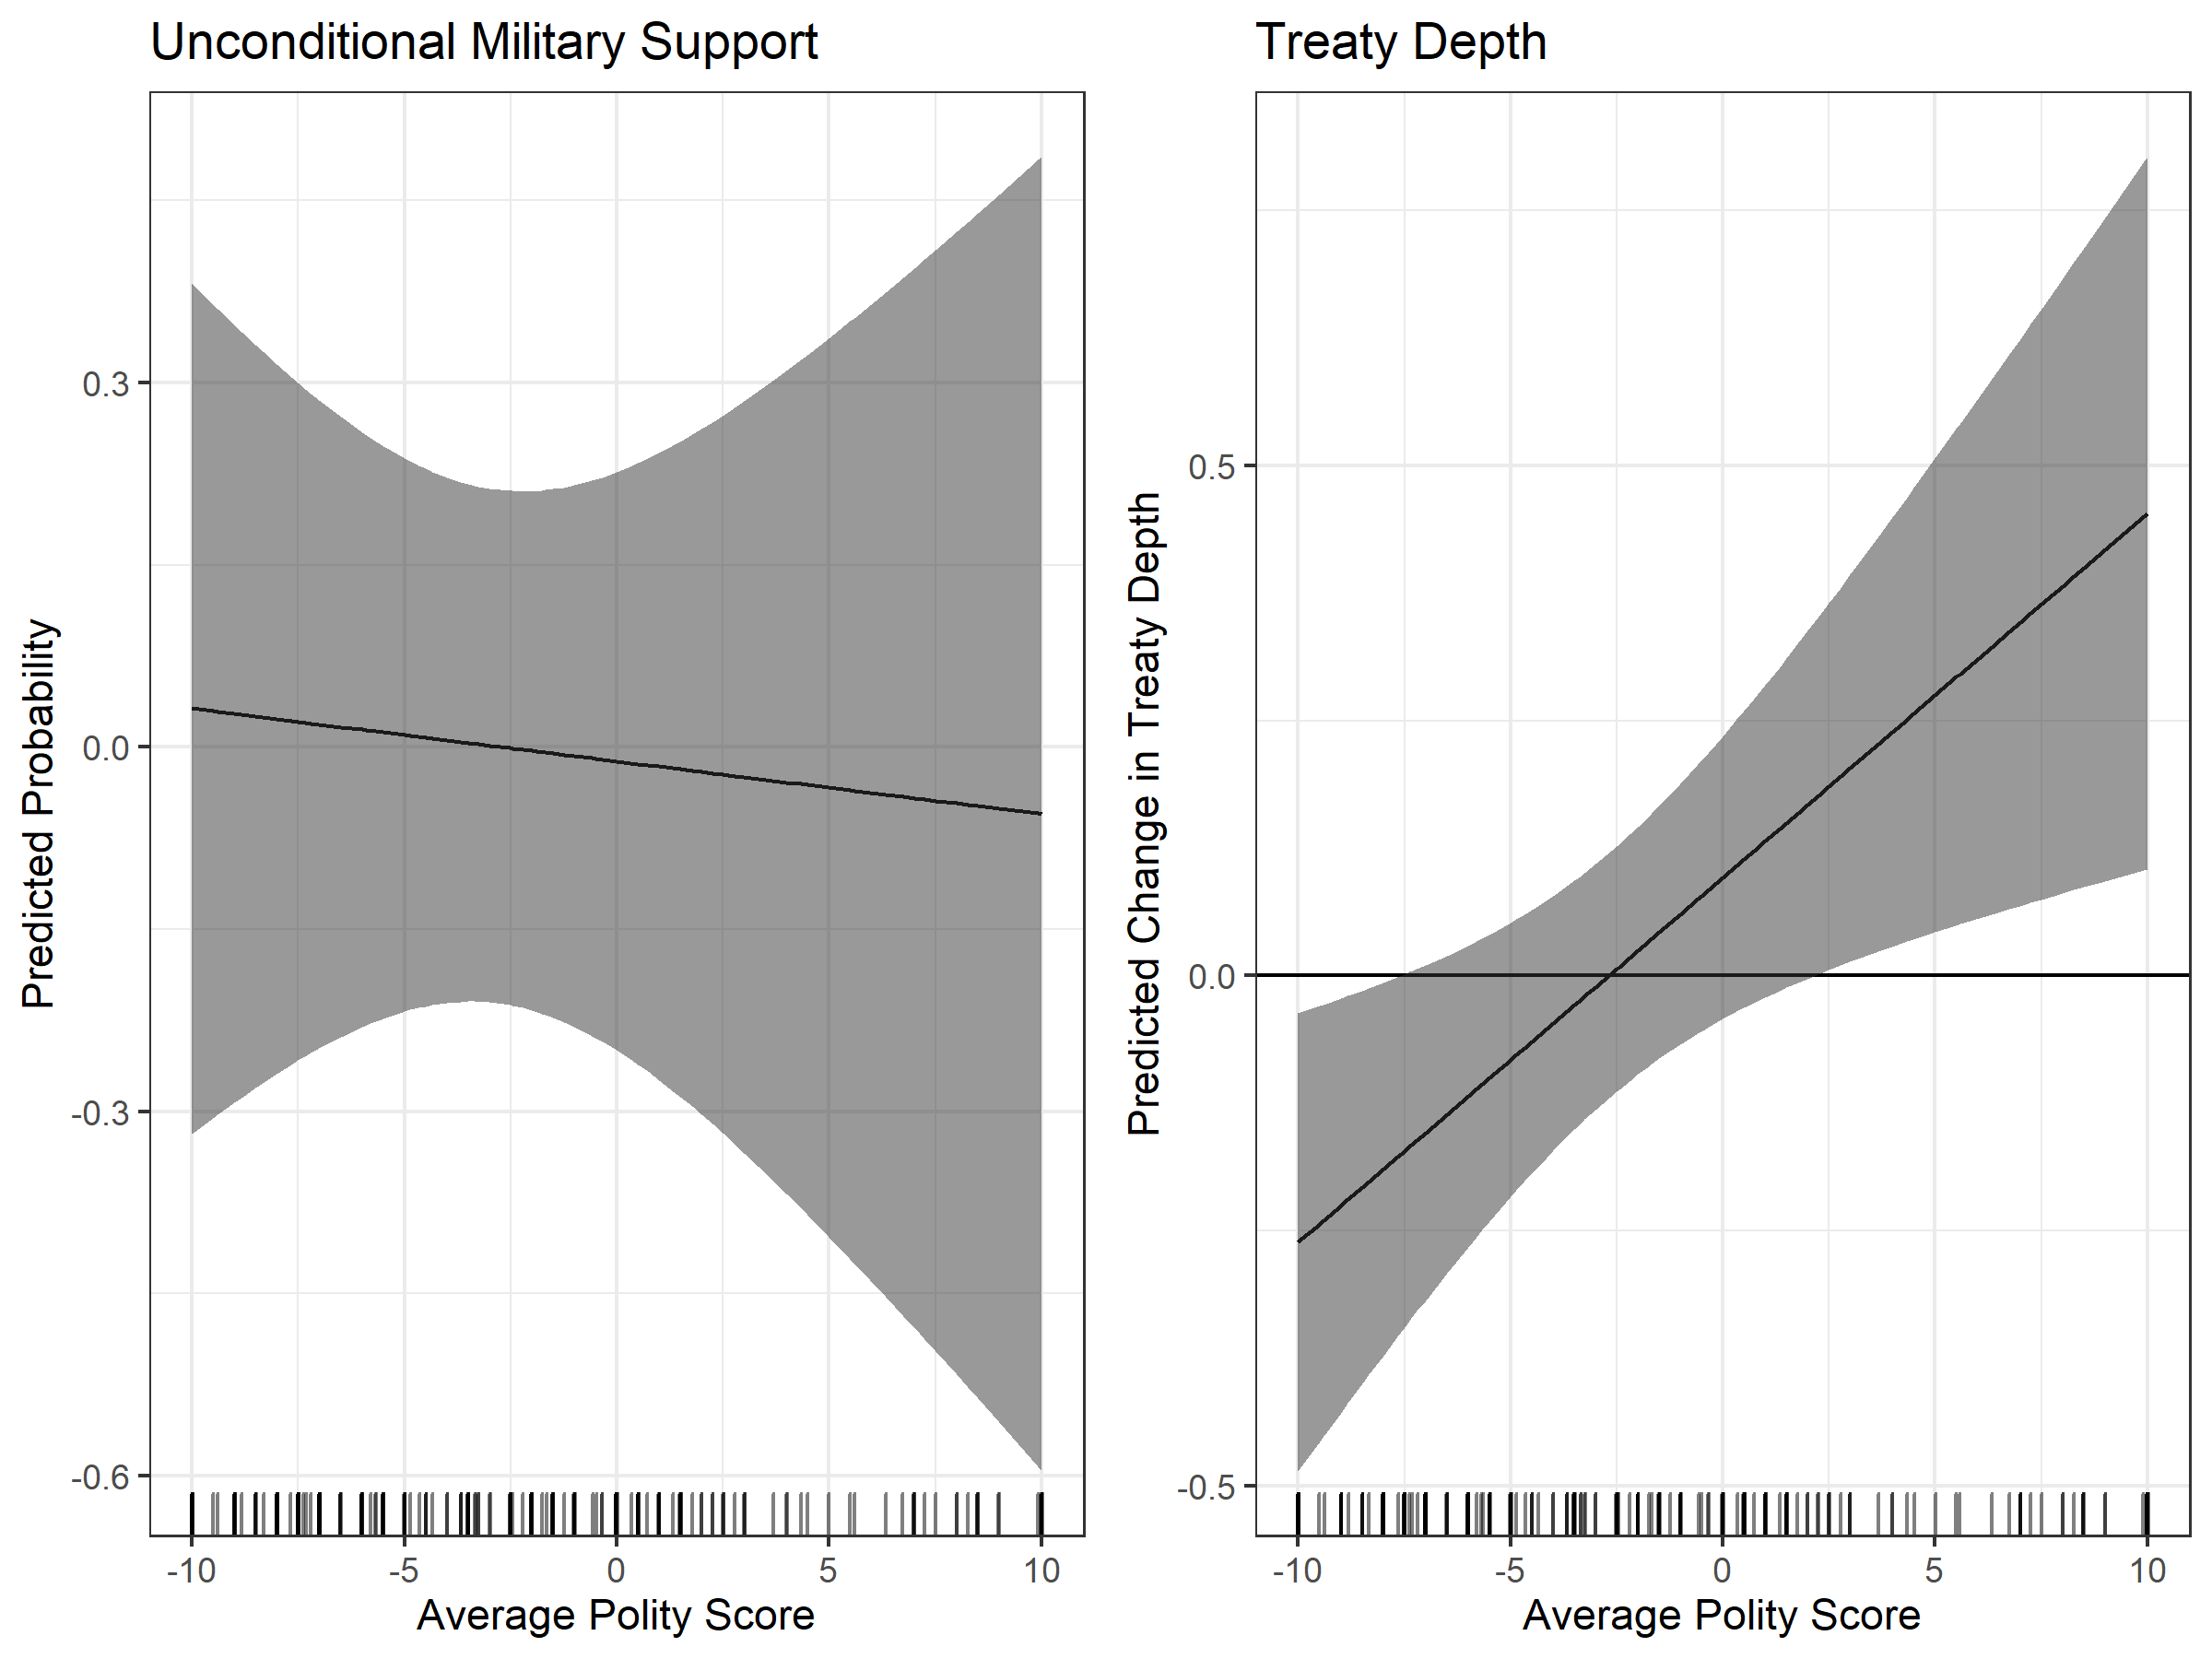 Unconditional Military Support
Predicted Probability
0.3
0.0
-0.3
-0.6
-10 -5 0 5 10
Average Polity Score
Treaty Depth
Predicted Change in Treaty Depth
0.5
0.0
-0.5
-10 -5 0 5 10
Average Polity Score